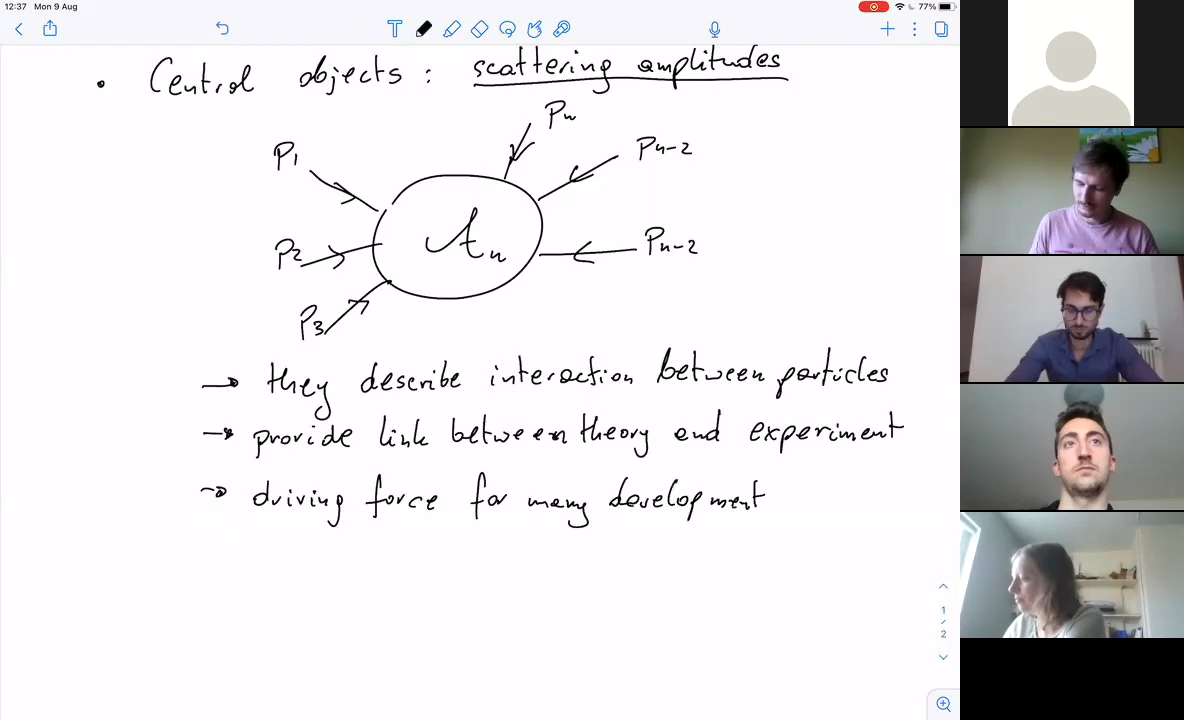 12:37 Mon 9 Aug
77%
• Central objects : scattering amplitudes
Pn
P1
Pn-2
P2
An
Pn-2
P3
→ they describe interaction between particles
→ provide link between theory and experiment
→ driving force for many development
1
/
2